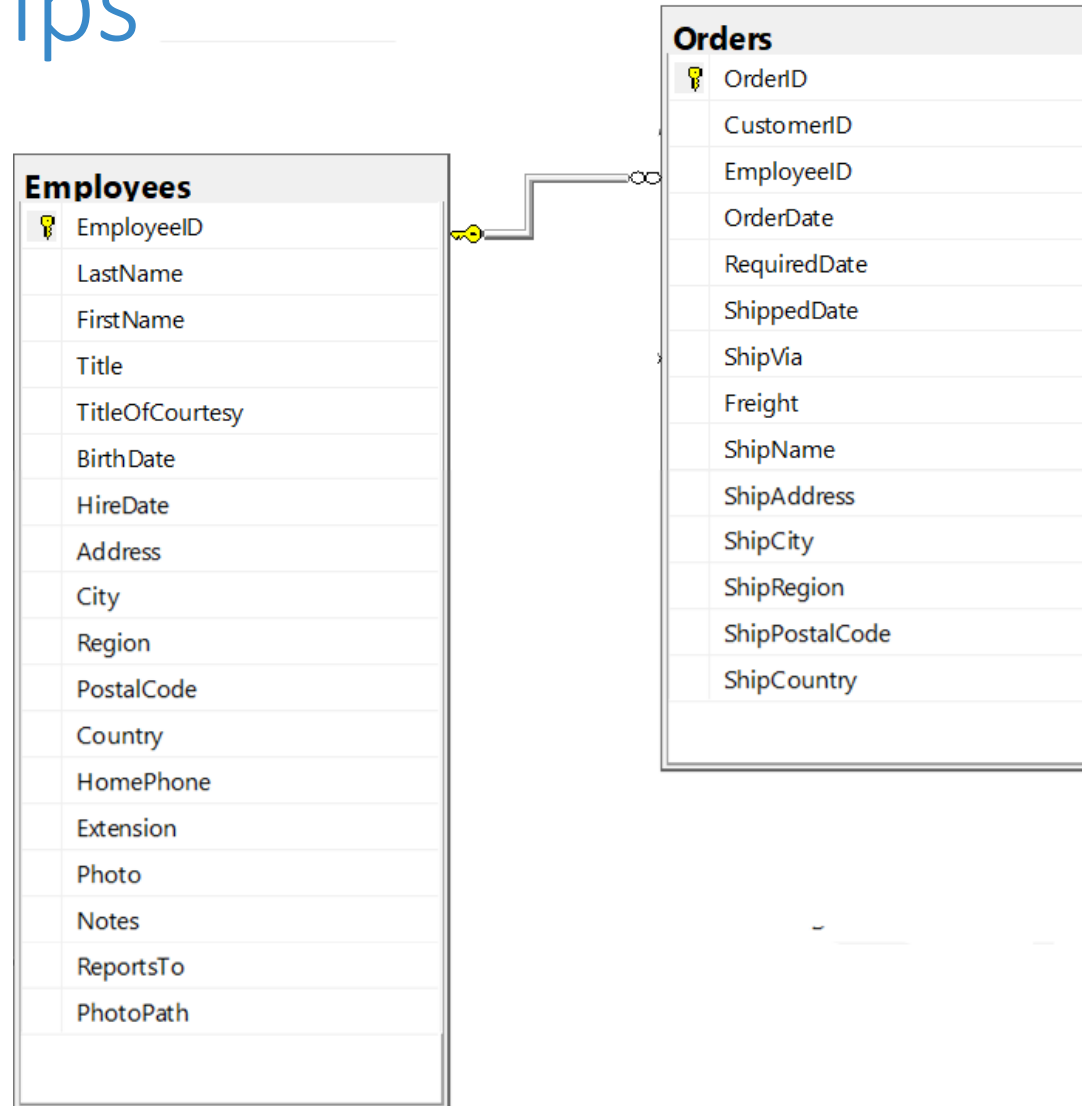 ips
Employees
EmployeeID
LastName
FirstName
Title
TitleOfCourtesy
BirthDate
HireDate
Address
City
Region
PostalCode
Country
HomePhone
Extension
Photo
Notes
ReportsTo
PhotoPath
Orders
OrderID
CustomerID
EmployeeID
OrderDate
RequiredDate
ShippedDate
ShipVia
Freight
ShipName
ShipAddress
ShipCity
ShipRegion
ShipPostalCode
ShipCountry